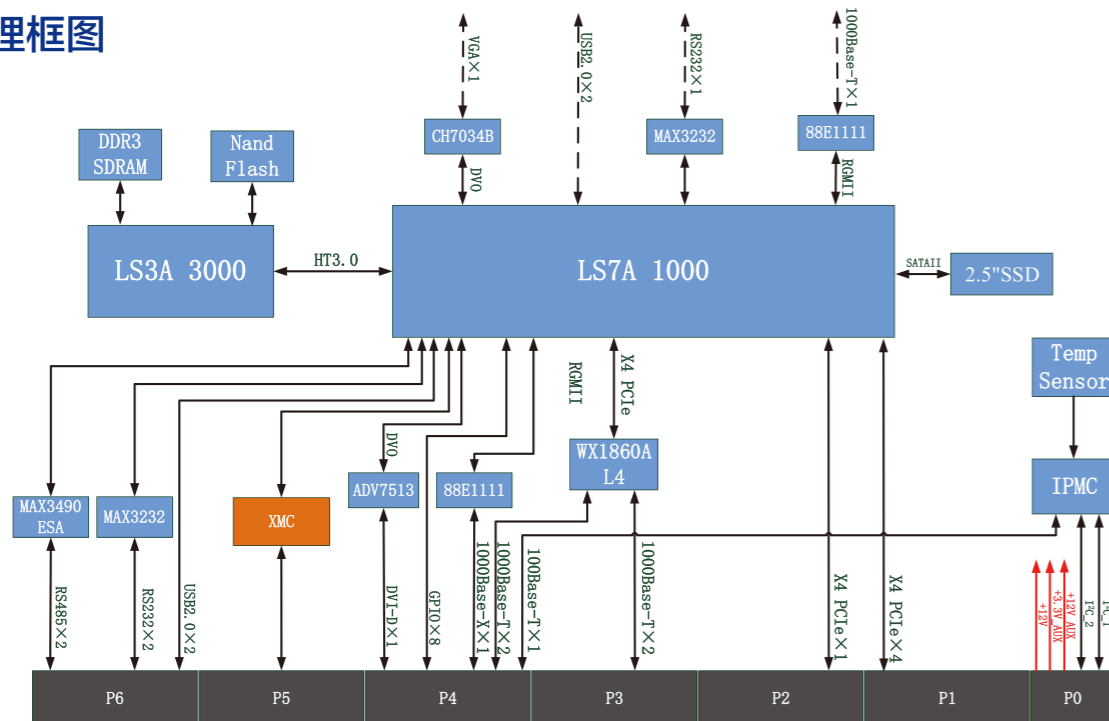 理框图
VGA×1
USB2.0×2
RS232×1
1000Base-T×1
CH7034B
MAX3232
88E1111
DDR3
SDRAM
Nand
Flash
DVO
RGMII
LS3A 3000
HT3.0
LS7A 1000
SATAII
2.5"SSD
Temp
Sensor
RGMII
X4 PCIe
DVO
WX1860A
L4
IPMC
MAX3490
ESA
MAX3232
XMC
ADV7513
88E1111
RS485×2
RS232×2
USB2.0×2
DVI-D×1
GPIO×8
1000Base-X×1
1000Base-T×2
100Base-T×1
1000Base-T×2
X4 PCIe×1
X4 PCIe×4
+12V
+3.3V_AUX
+12V_AUX
I²C_2
I²C_1
P6
P5
P4
P3
P2
P1
P0